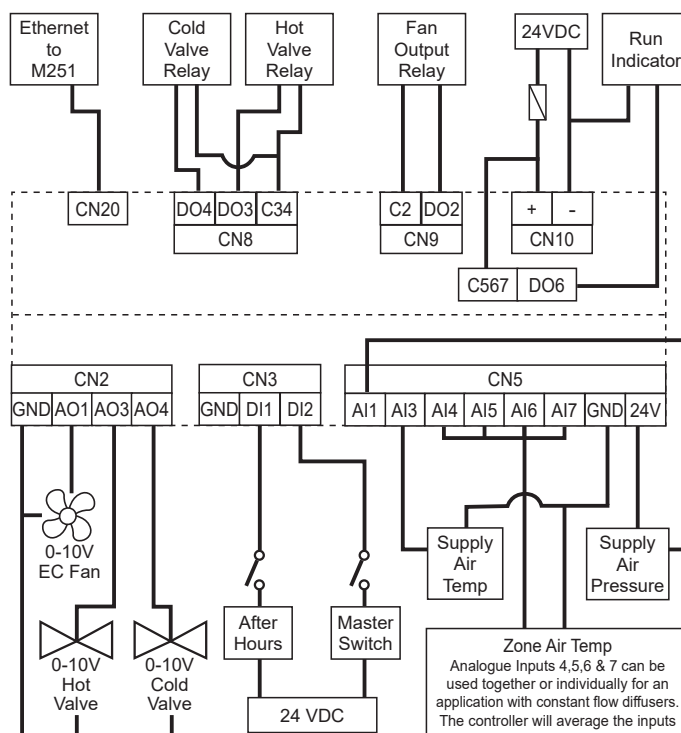 Ethernet
to
M251
Cold
Valve
Relay
Hot
Valve
Relay
Fan
Output
Relay
24VDC
Run
Indicator
CN20
DO4 DO3 C34
CN8
C2 DO2
CN9
+ -
CN10
C567 DO6
CN2
GND AO1 AO3 AO4
CN3
GND DI1 DI2
CN5
AI1 AI3 AI4 AI5 AI6 AI7 GND 24V
0-10V
EC Fan
Supply
Air
Temp
Supply
Air
Pressure
After
Hours
Master
Switch
0-10V
Hot
Valve
0-10V
Cold
Valve
24 VDC
Zone Air Temp
Analogue Inputs 4,5,6 & 7 can be
used together or individually for an
application with constant flow diffusers.
The controller will average the inputs